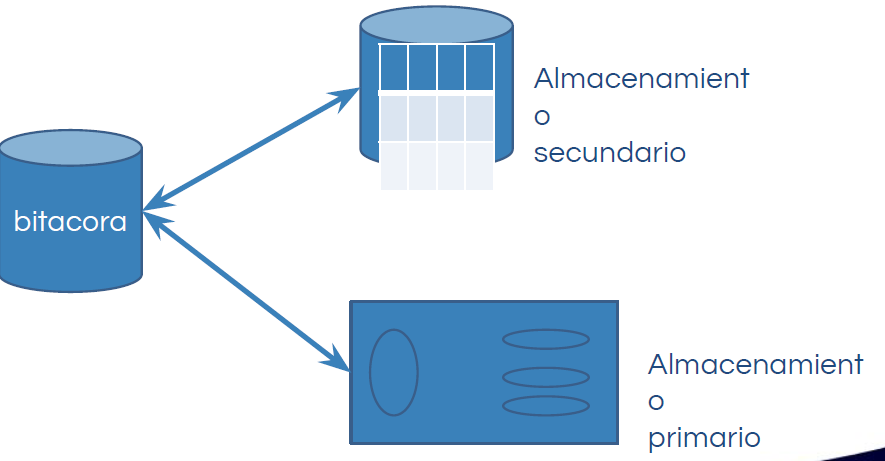 Almacenamient
o
secundario
bitacora
Almacenamient
o
primario